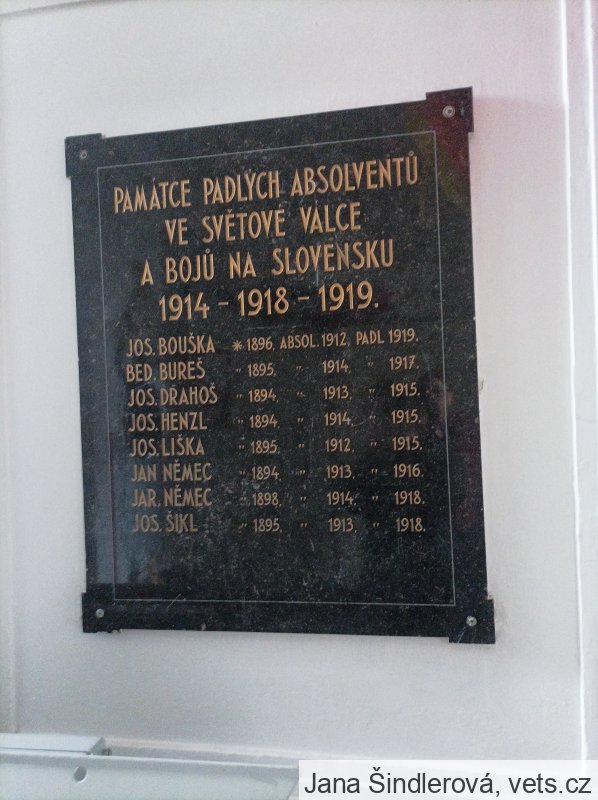 PAMÁTCE PADLÝCH ABSOLVENTŮ
VE SVĚTOVÉ VÁLCE
A BOJŮ NA SLOVENSKU
1914 - 1918 - 1919.
JOS. BOUŠKA * 1896, ABSOL. 1912, PADL 1919.
BED. BUREŠ " 1895, " 1914, " 1917.
JOS. DRAHOŠ " 1894, " 1913, " 1915.
JOS. HENZL " 1894, " 1914, " 1915.
JOS. LIŠKA " 1895, " 1912, " 1915.
JAN NĚMEC " 1894, " 1913, " 1916.
JAR. NĚMEC " 1898, " 1914, " 1918.
JOS. ŠIKL " 1895, " 1913, " 1918.
Jana Šindlerová, vets.cz